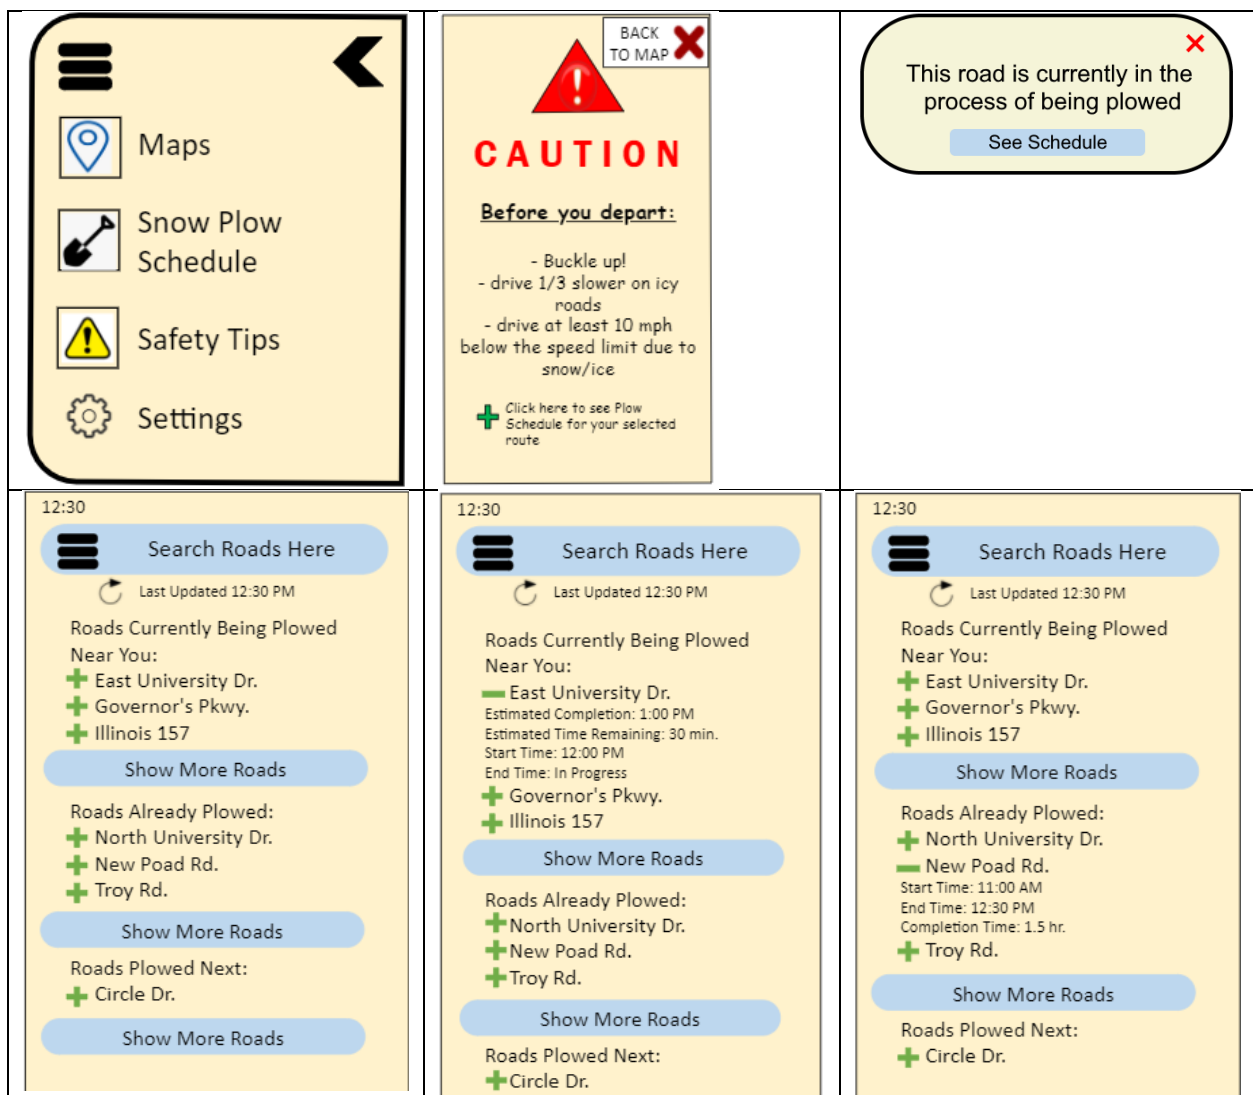 Maps
Snow Plow
Schedule
Safety Tips
Settings
BACK
TO MAP
CAUTION
Before you depart:
- Buckle up!
- drive 1/3 slower on icy
roads
- drive at least 10 mph
below the speed limit due to
snow/ice
Click here to see Plow
Schedule for your selected
route
This road is currently in the
process of being plowed
See Schedule
12:30
Search Roads Here
Last Updated 12:30 PM
Roads Currently Being Plowed
Near You:
East University Dr.
Governor's Pkwy.
Illinois 157
Show More Roads
Roads Already Plowed:
North University Dr.
New Poad Rd.
Troy Rd.
Show More Roads
Roads Plowed Next:
Circle Dr.
Show More Roads
12:30
Search Roads Here
Last Updated 12:30 PM
Roads Currently Being Plowed
Near You:
East University Dr.
Estimated Completion: 1:00 PM
Estimated Time Remaining: 30 min.
Start Time: 12:00 PM
End Time: In Progress
Governor's Pkwy.
Illinois 157
Show More Roads
Roads Already Plowed:
North University Dr.
New Poad Rd.
Troy Rd.
Show More Roads
Roads Plowed Next:
Circle Dr.
12:30
Search Roads Here
Last Updated 12:30 PM
Roads Currently Being Plowed
Near You:
East University Dr.
Governor's Pkwy.
Illinois 157
Show More Roads
Roads Already Plowed:
North University Dr.
New Poad Rd.
Start Time: 11:00 AM
End Time: 12:30 PM
Completion Time: 1.5 hr.
Troy Rd.
Show More Roads
Roads Plowed Next:
Circle Dr.